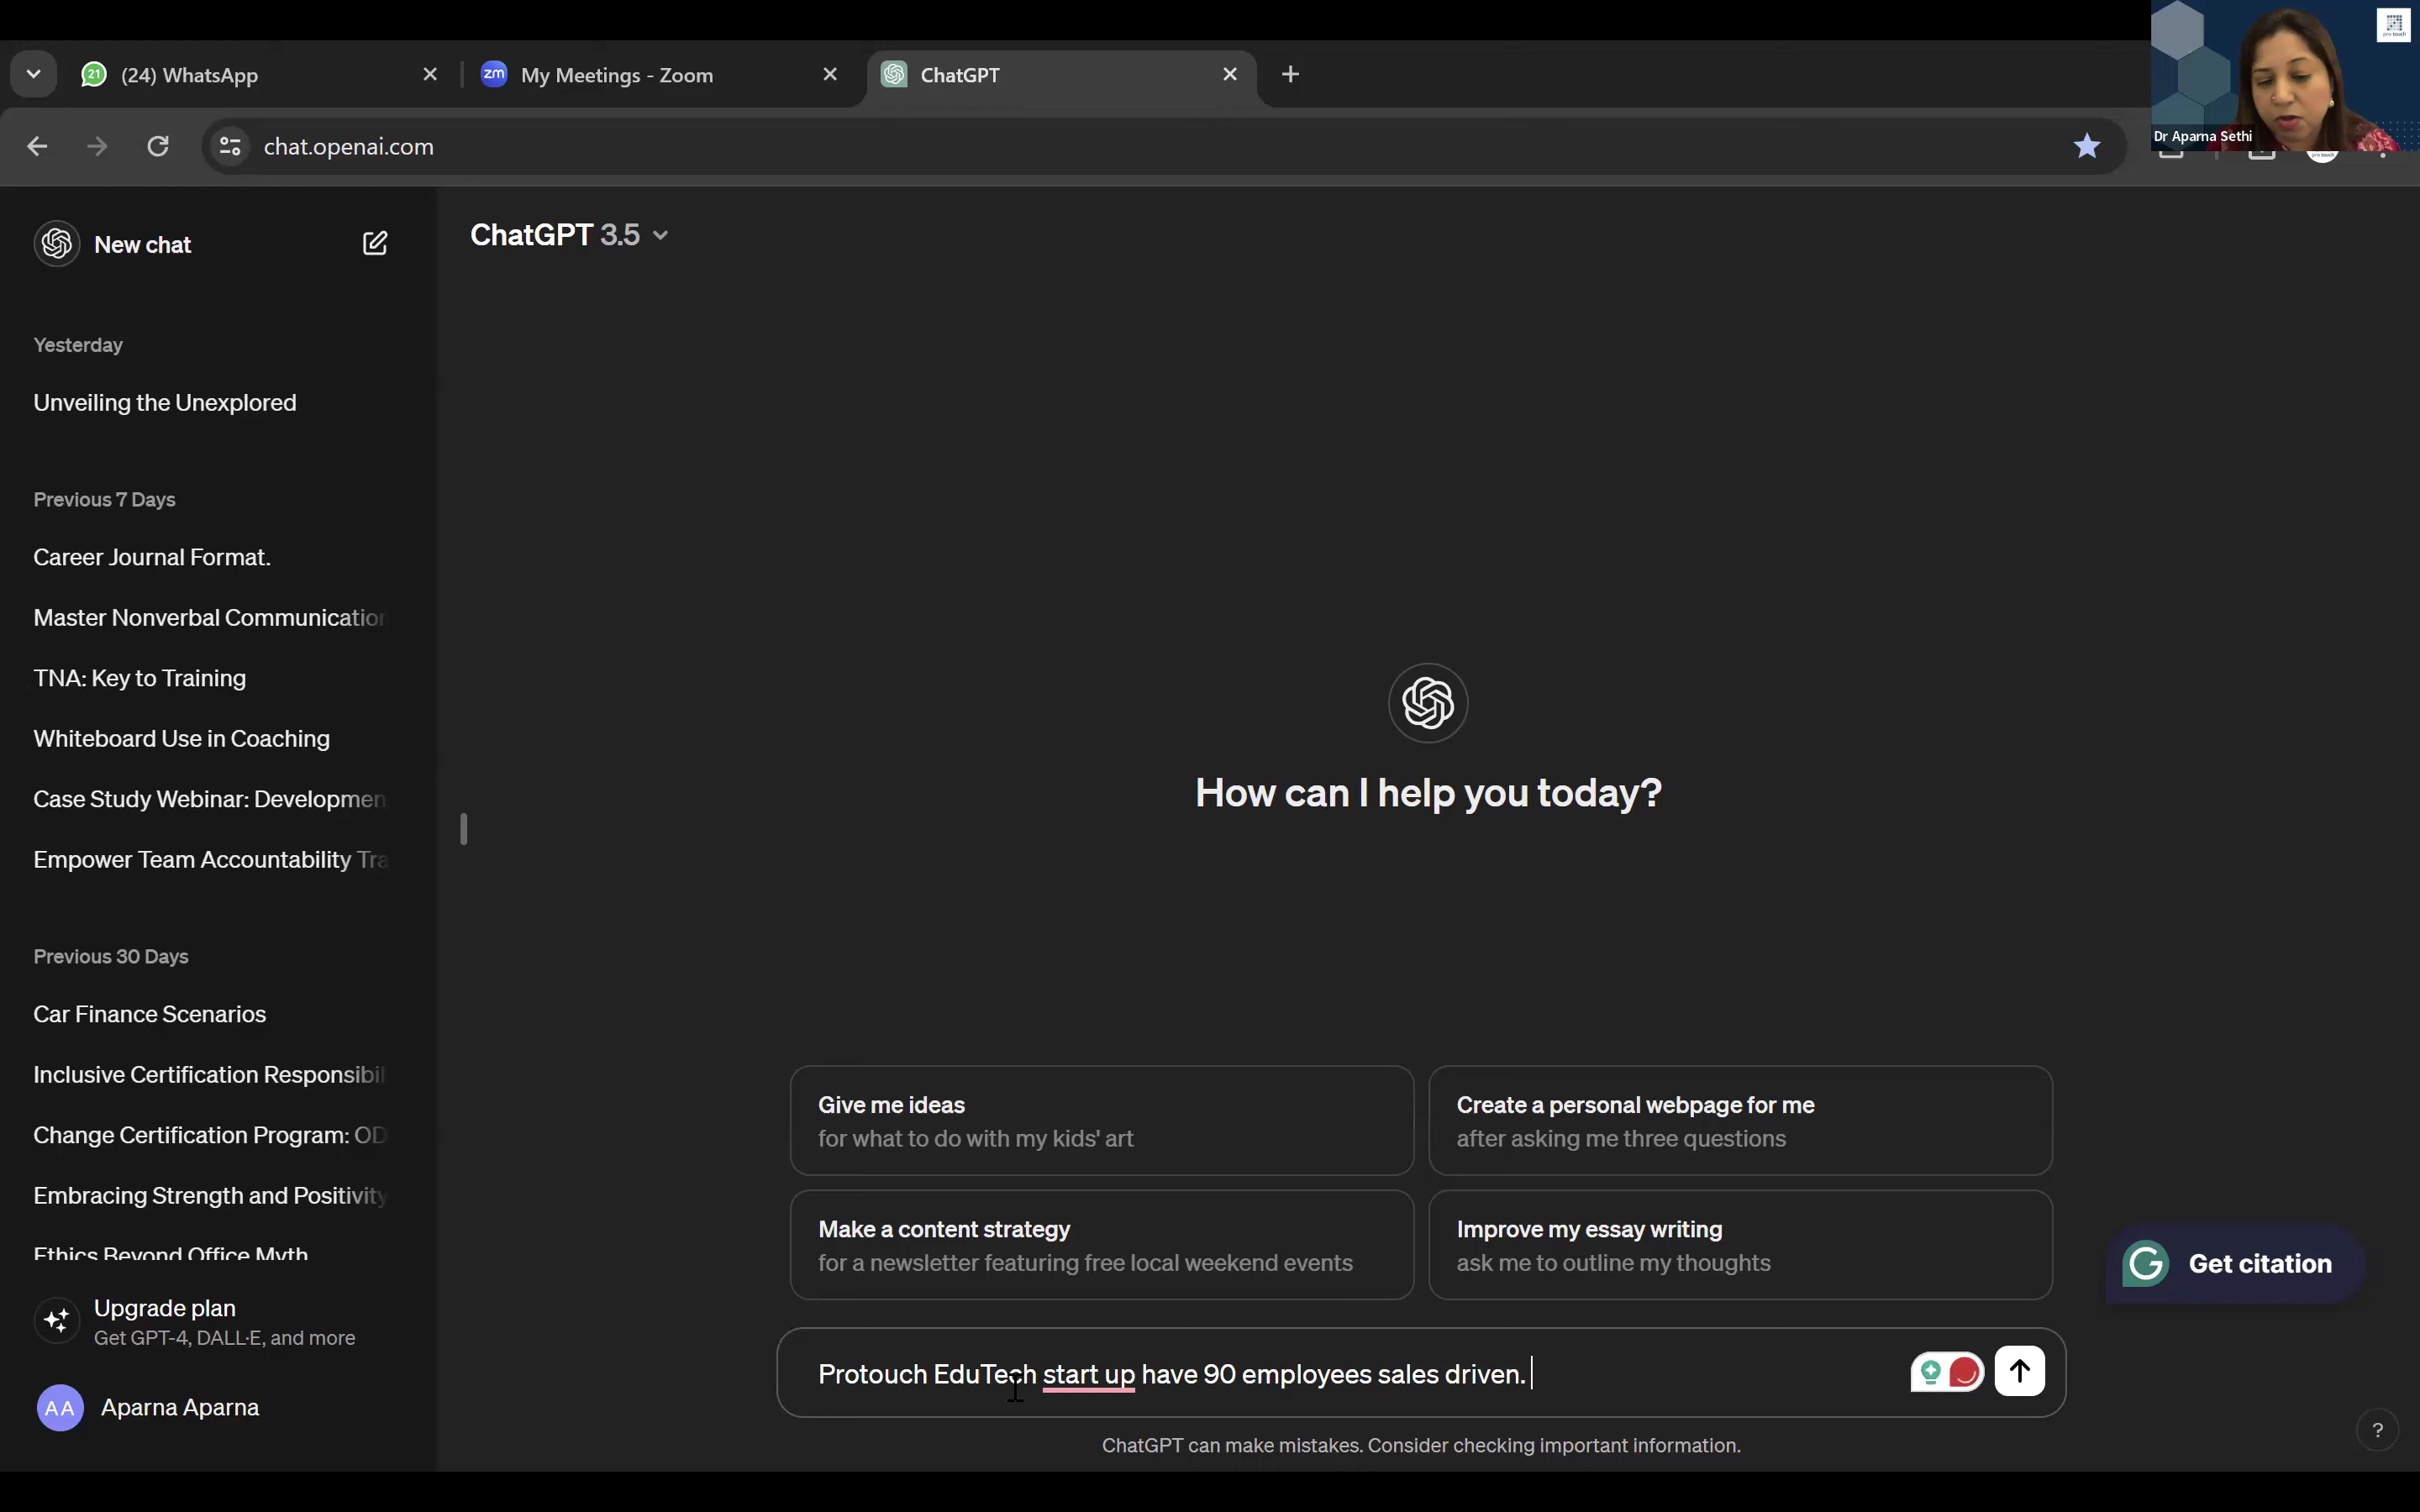 21 (24) WhatsApp
zm My Meetings - Zoom
ChatGPT
chat.openai.com
Dr Aparna Sethi
New chat
ChatGPT 3.5
Yesterday
Unveiling the Unexplored
Previous 7 Days
Career Journal Format.
Master Nonverbal Communication
TNA: Key to Training
Whiteboard Use in Coaching
Case Study Webinar: Developmen
Empower Team Accountability Tra
Previous 30 Days
Car Finance Scenarios
Inclusive Certification Responsibil
Change Certification Program: OD
Embracing Strength and Positivity
Ethics Beyond Office Myth
Upgrade plan
Get GPT-4, DALL·E, and more
AA Aparna Aparna
How can I help you today?
Give me ideas
for what to do with my kids' art
Create a personal webpage for me
after asking me three questions
Make a content strategy
for a newsletter featuring free local weekend events
Improve my essay writing
ask me to outline my thoughts
G Get citation
Protouch EduTech start up have 90 employees sales driven.
ChatGPT can make mistakes. Consider checking important information.
?